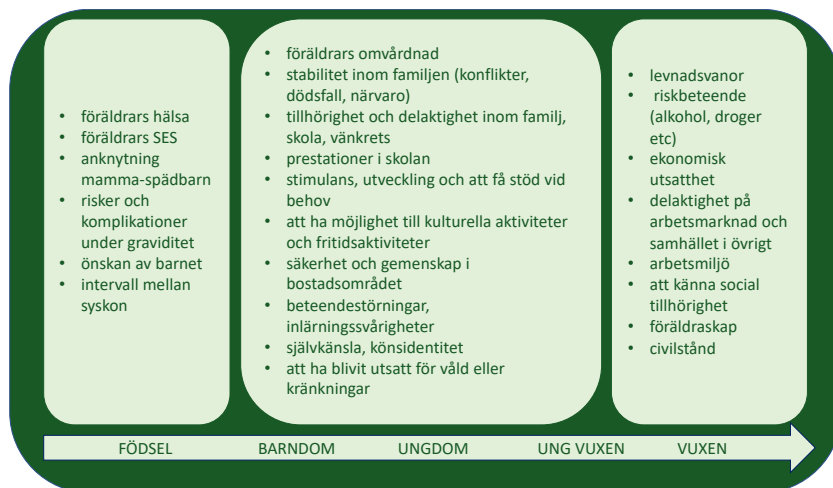 • föräldrars hälsa
• föräldrars SES
• anknytning
mamma-spädbarn
• risker och
komplikationer
under graviditet
• önskan av barnet
• intervall mellan
syskon
• föräldrars omvårdnad
• stabilitet inom familjen (konflikter,
dödsfall, närvaro)
• tillhörighet och delaktighet inom familj,
skola, vänkrets
• prestationer i skolan
• stimulans, utveckling och att få stöd vid
behov
• att ha möjlighet till kulturella aktiviteter
och fritidsaktiviteter
• säkerhet och gemenskap i
bostadsområdet
• beteendestörningar,
inlärningssvårigheter
• självkänsla, könsidentitet
• att ha blivit utsatt för våld eller
kränkningar
• levnadsvanor
• riskbeteende
(alkohol, droger
etc)
• ekonomisk
utsatthet
• delaktighet på
arbetsmarknad och
samhället i övrigt
• arbetsmiljö
• att känna social
tillhörighet
• föräldraskap
• civilstånd
FÖDSEL BARNDOM UNGDOM UNG VUXEN VUXEN